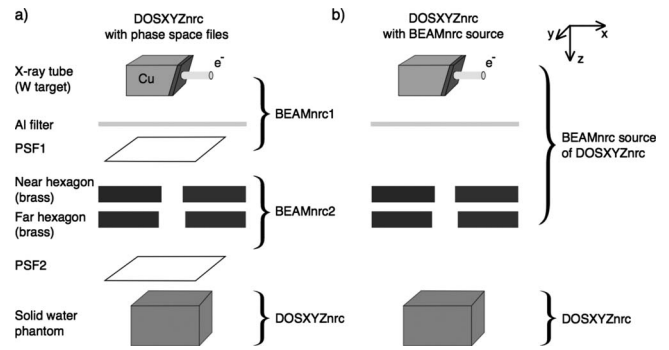 a)
DOSXYZnrc
with phase space files
X-ray tube
(W target)
Cu
e⁻
Al filter
PSF1
BEAMnrc1
Near hexagon
(brass)
Far hexagon
(brass)
BEAMnrc2
PSF2
Solid water
phantom
DOSXYZnrc
b)
DOSXYZnrc
with BEAMnrc source
e⁻
y
x
z
BEAMnrc source
of DOSXYZnrc
DOSXYZnrc